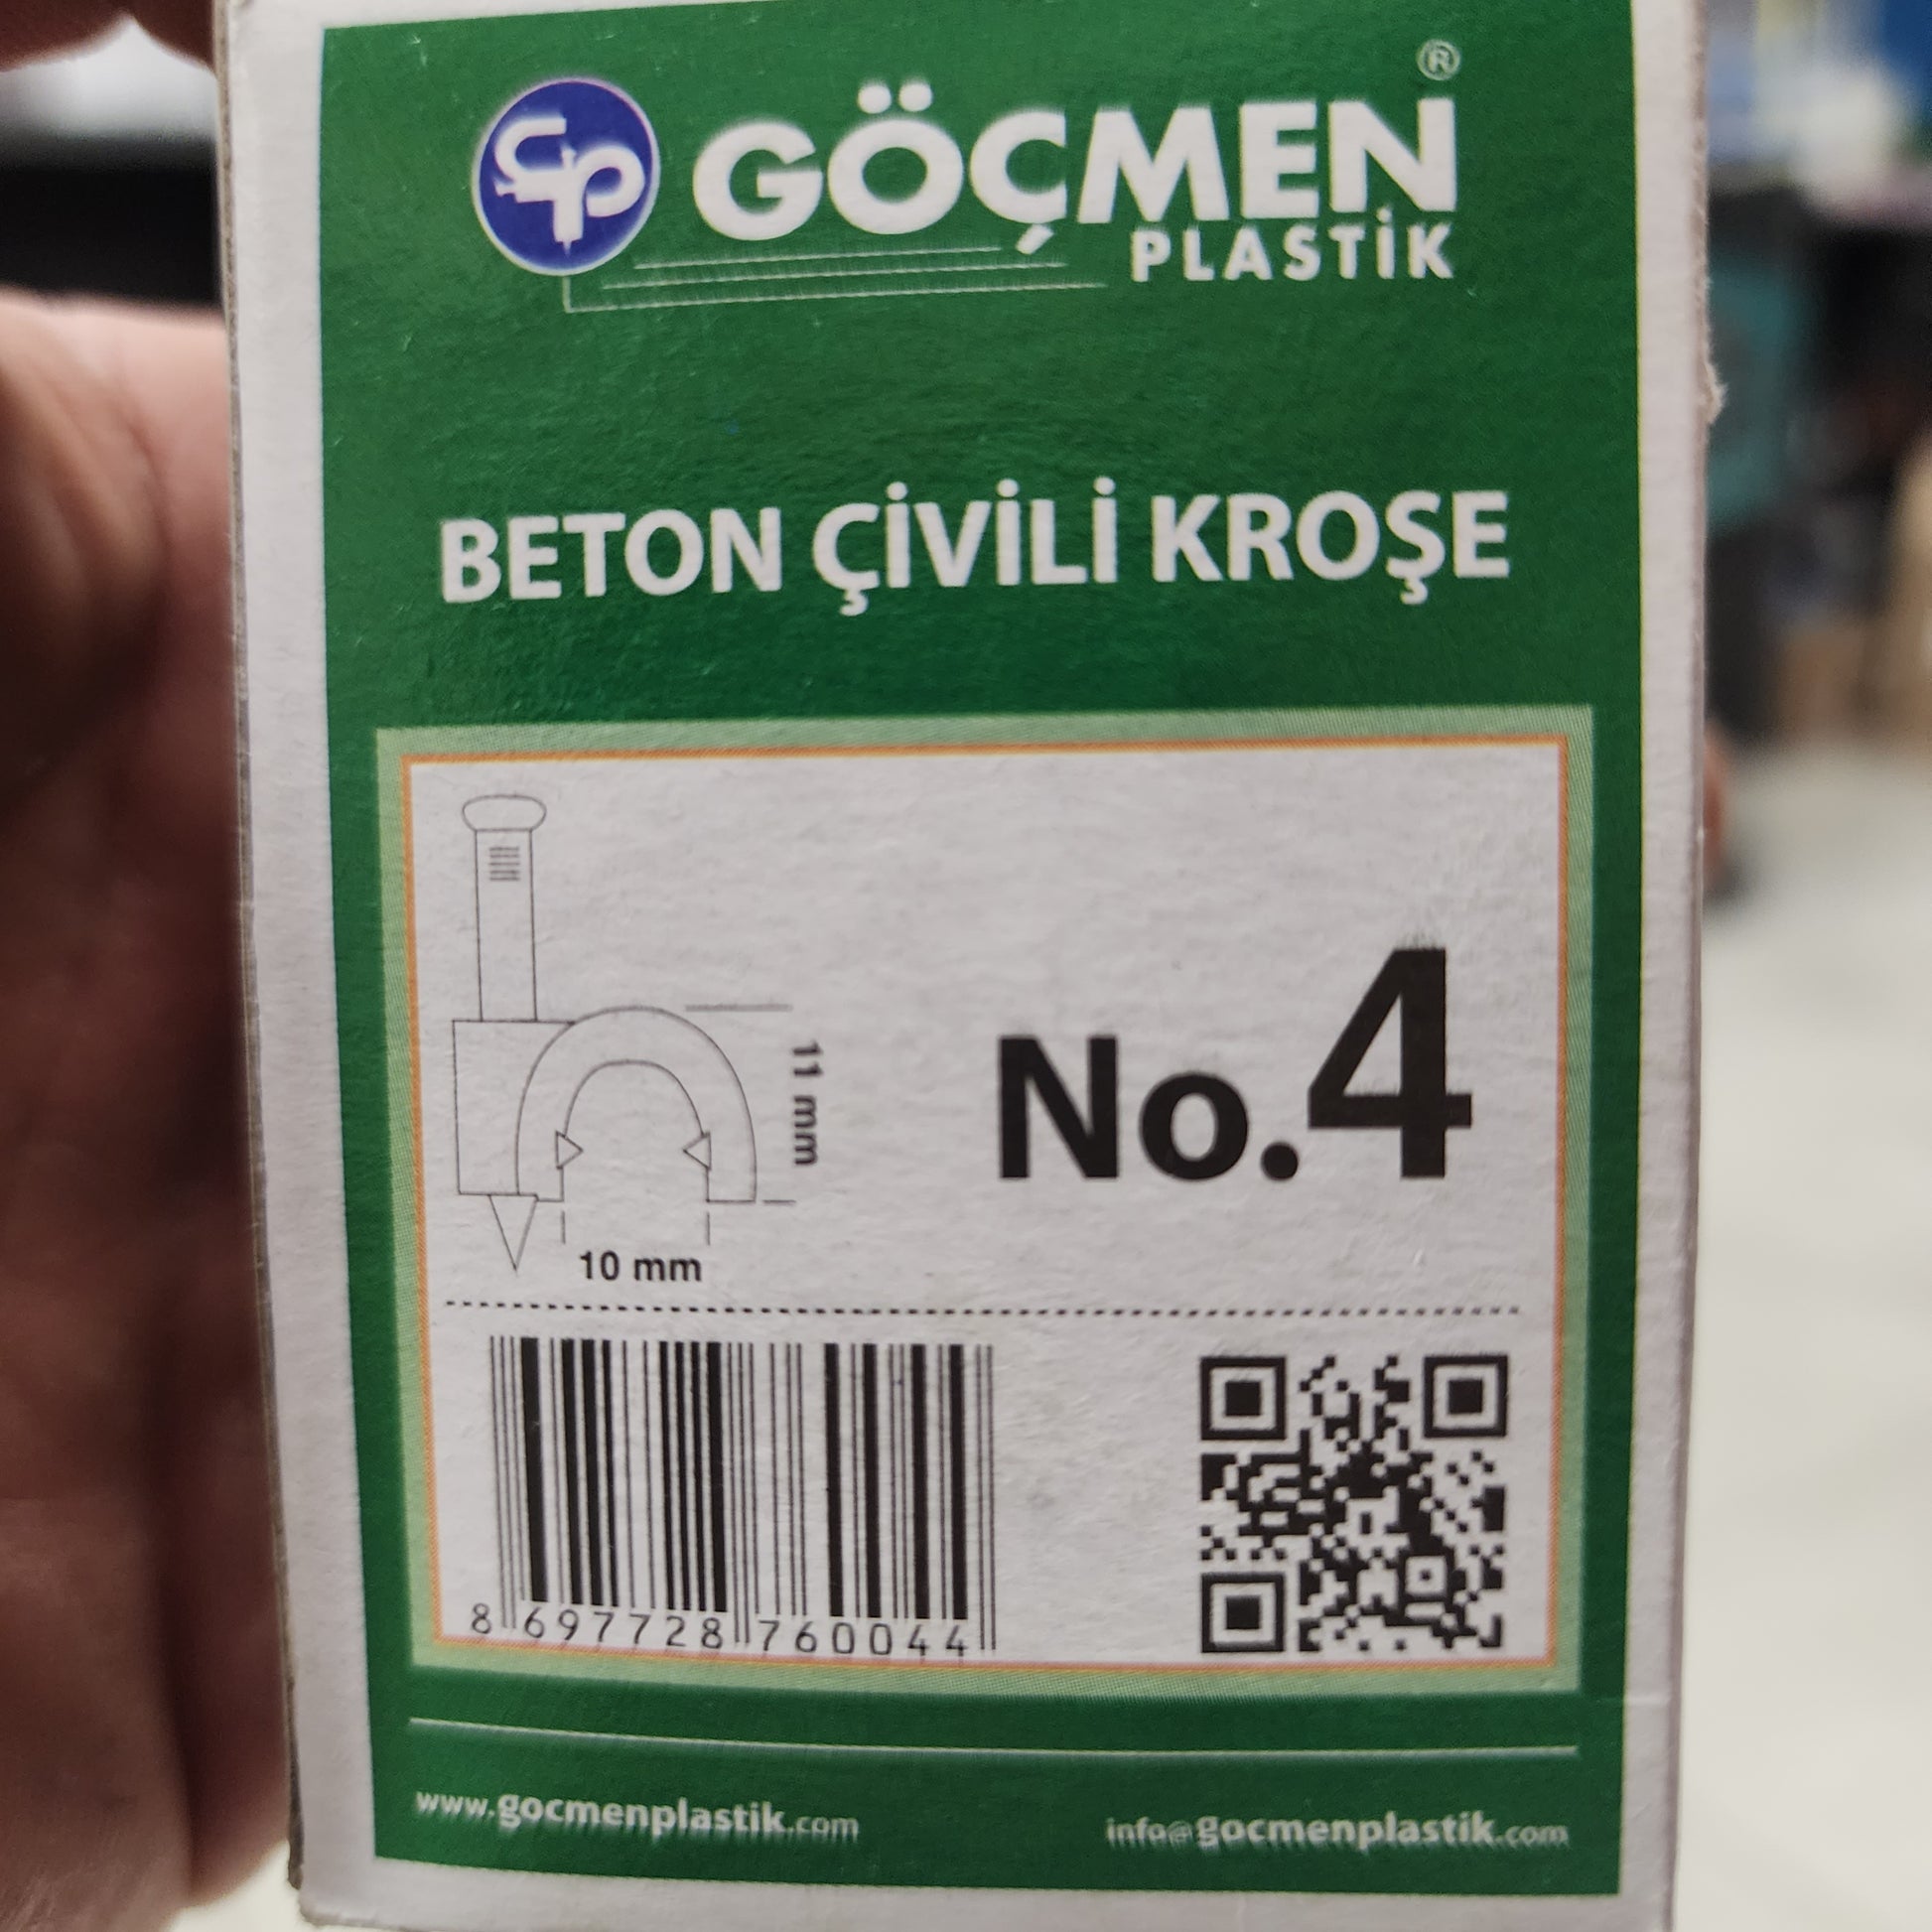 ®
GÖÇMEN
PLASTİK
BETON ÇİVİLİ KROŞE
11 mm
No.4
10 mm
8 697728 760044
www.gocmenplastik.com
info@gocmenplastik.com